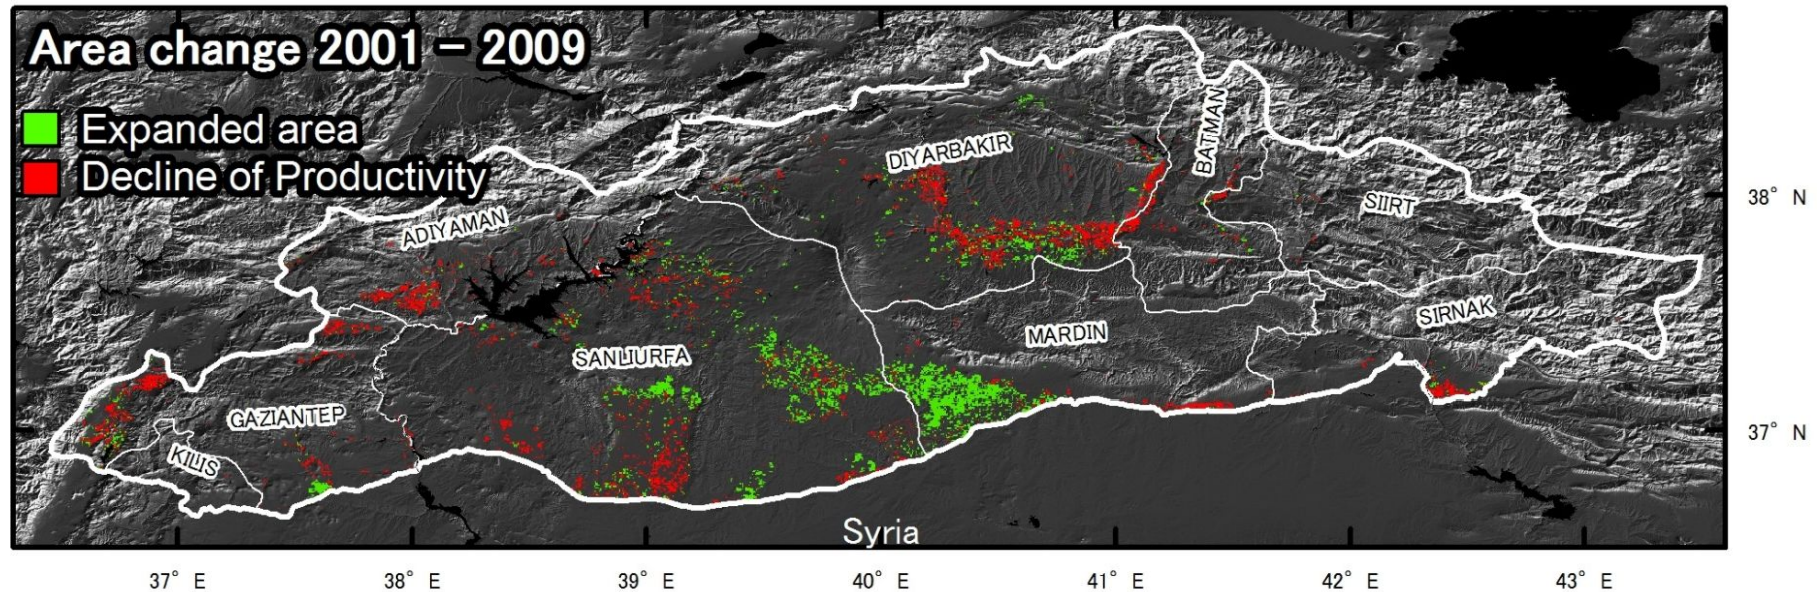 Area change 2001 – 2009
Expanded area
Decline of Productivity
BATMAN
DIYARBAKIR
38° N
SIIRT
ADIYAMAN
SIRNAK
MARDIN
SANLIURFA
GAZIANTEP
37° N
KILIS
Syria
37° E 38° E 39° E 40° E 41° E 42° E 43° E